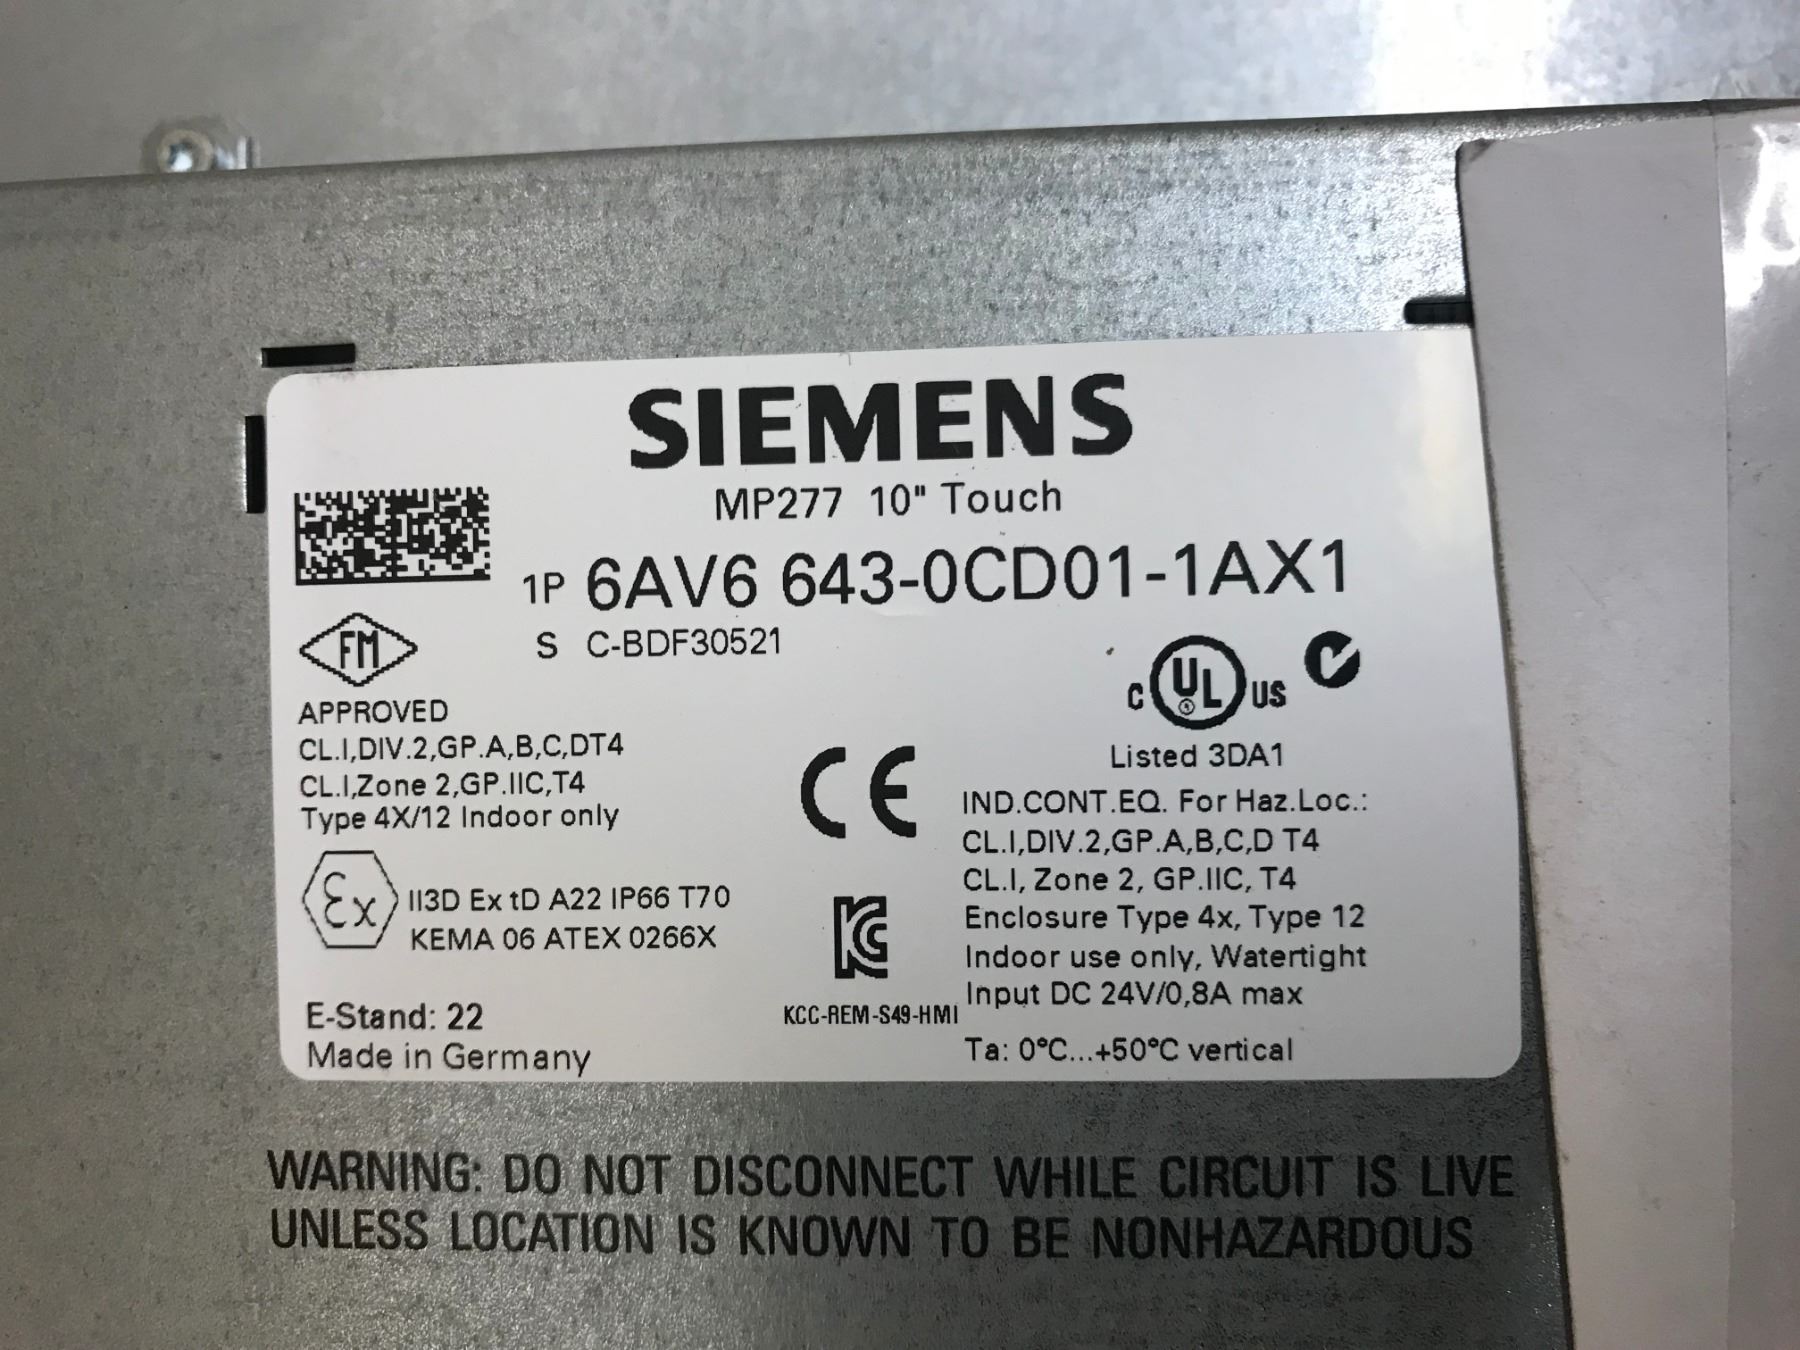 SIEMENS
MP277 10" Touch
1P 6AV6 643-0CD01-1AX1
S C-BDF30521
FM
APPROVED
CL.I,DIV.2,GP.A,B,C,DT4
CL.I,Zone 2,GP.IIC,T4
Type 4X/12 Indoor only
Ex II3D Ex tD A22 IP66 T70
KEMA 06 ATEX 0266X
E-Stand: 22
Made in Germany
CE
KC
KCC-REM-S49-HMI
C UL US
Listed 3DA1
IND.CONT.EQ. For Haz.Loc.:
CL.I,DIV.2,GP.A,B,C,D T4
CL.I, Zone 2, GP.IIC, T4
Enclosure Type 4x, Type 12
Indoor use only, Watertight
Input DC 24V/0,8A max
Ta: 0°C...+50°C vertical
WARNING: DO NOT DISCONNECT WHILE CIRCUIT IS LIVE
UNLESS LOCATION IS KNOWN TO BE NONHAZARDOUS